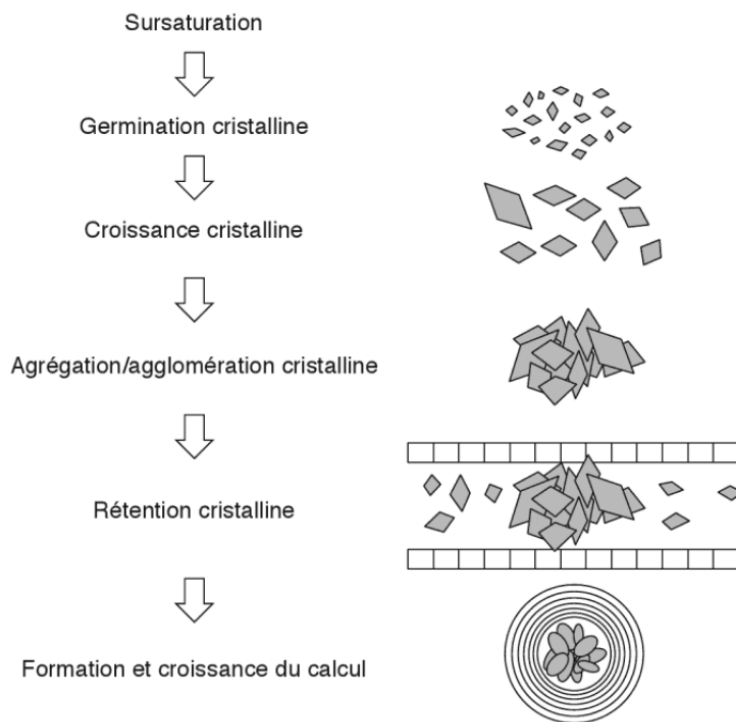 Sursaturation
Germination cristalline
Croissance cristalline
Agrégation/agglomération cristalline
Rétention cristalline
Formation et croissance du calcul